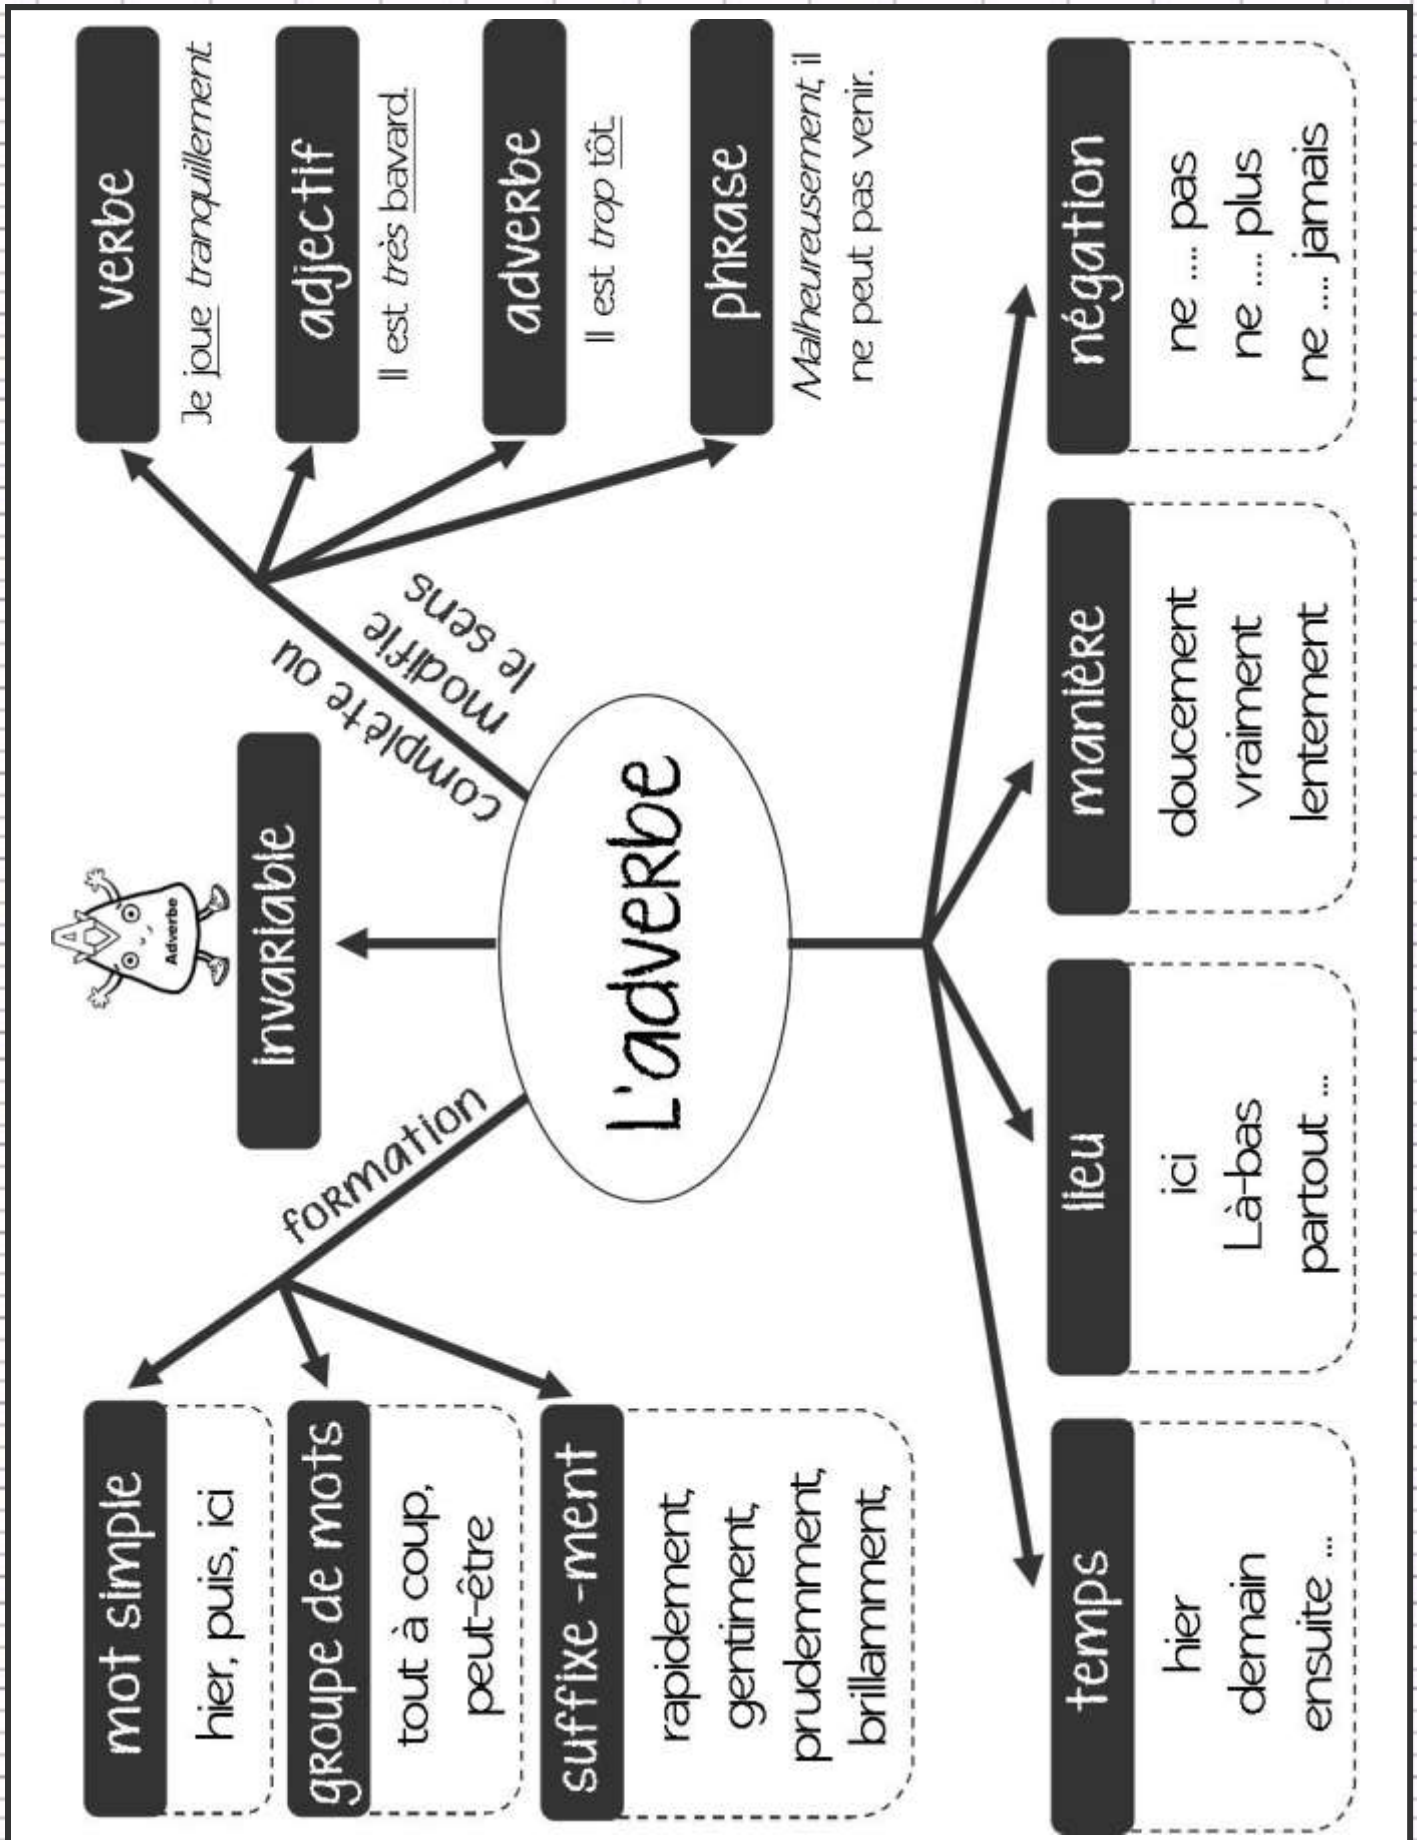 mot simple
hier, puis, ici
groupe de mots
tout à coup,
peut-être
suffixe -ment
rapidement,
gentiment,
prudemment,
brillamment,
formation
Adverbe
invariable
L'adverbe
complète ou
modifie
le sens
verbe
Je joue tranquillement.
adjectif
Il est très bavard.
adverbe
Il est trop tôt.
phrase
Malheureusement, il
ne peut pas venir.
temps
hier
demain
ensuite ...
lieu
ici
Là-bas
partout ...
manière
doucement
vraiment
lentement
négation
ne .... pas
ne .... plus
ne .... jamais